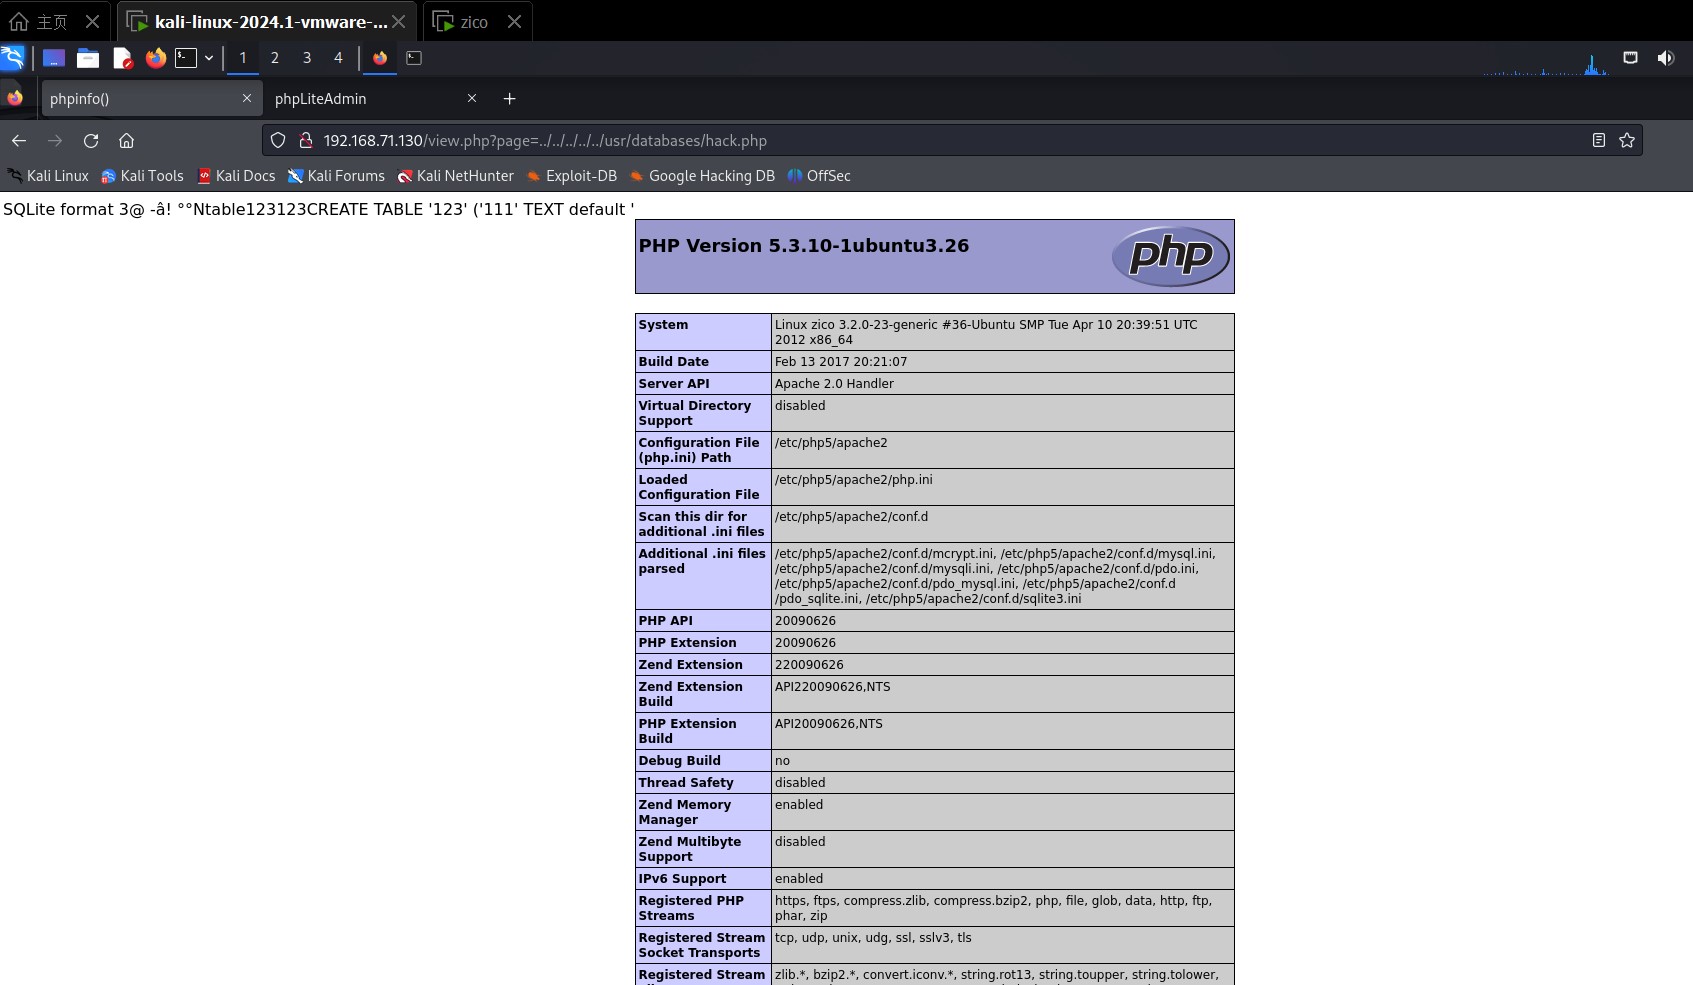 主页
kali-linux-2024.1-vmware-...
zico
1 2 3 4
phpinfo()
phpLiteAdmin
192.168.71.130/view.php?page=../../../../../usr/databases/hack.php
Kali Linux Kali Tools Kali Docs Kali Forums Kali NetHunter Exploit-DB Google Hacking DB OffSec
SQLite format 3@ -â! °°Ntable123123CREATE TABLE '123' ('111' TEXT default '
PHP Version 5.3.10-1ubuntu3.26
php
System
Linux zico 3.2.0-23-generic #36-Ubuntu SMP Tue Apr 10 20:39:51 UTC
2012 x86_64
Build Date
Feb 13 2017 20:21:07
Server API
Apache 2.0 Handler
Virtual Directory
Support
disabled
Configuration File
(php.ini) Path
/etc/php5/apache2
Loaded
Configuration File
/etc/php5/apache2/php.ini
Scan this dir for
additional .ini files
/etc/php5/apache2/conf.d
Additional .ini files
parsed
/etc/php5/apache2/conf.d/mcrypt.ini, /etc/php5/apache2/conf.d/mysql.ini,
/etc/php5/apache2/conf.d/mysqli.ini, /etc/php5/apache2/conf.d/pdo.ini,
/etc/php5/apache2/conf.d/pdo_mysql.ini, /etc/php5/apache2/conf.d
/pdo_sqlite.ini, /etc/php5/apache2/conf.d/sqlite3.ini
PHP API
20090626
PHP Extension
20090626
Zend Extension
220090626
Zend Extension
Build
API220090626,NTS
PHP Extension
Build
API20090626,NTS
Debug Build
no
Thread Safety
disabled
Zend Memory
Manager
enabled
Zend Multibyte
Support
disabled
IPv6 Support
enabled
Registered PHP
Streams
https, ftps, compress.zlib, compress.bzip2, php, file, glob, data, http, ftp,
phar, zip
Registered Stream
Socket Transports
tcp, udp, unix, udg, ssl, sslv3, tls
Registered Stream
zlib.*, bzip2.*, convert.iconv.*, string.rot13, string.toupper, string.tolower,